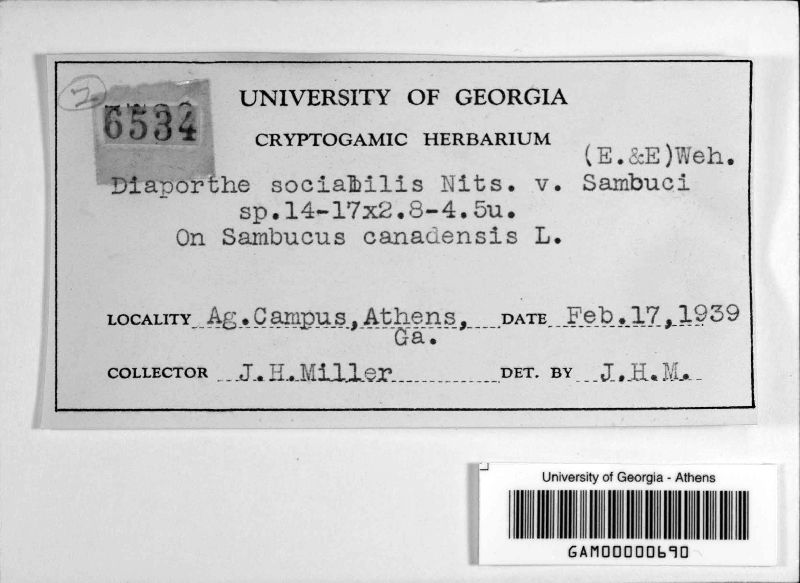 6534
UNIVERSITY OF GEORGIA
CRYPTOGAMIC HERBARIUM
(E.&E)Weh.
Diaporthe sociabilis Nits. v. Sambuci
sp.14-17x2.8-4.5u.
On Sambucus canadensis L.
LOCALITY Ag.Campus,Athens, DATE Feb.17,1939
Ga.
COLLECTOR J.H.Miller DET. BY J.H.M.
University of Georgia - Athens
GAM00000690